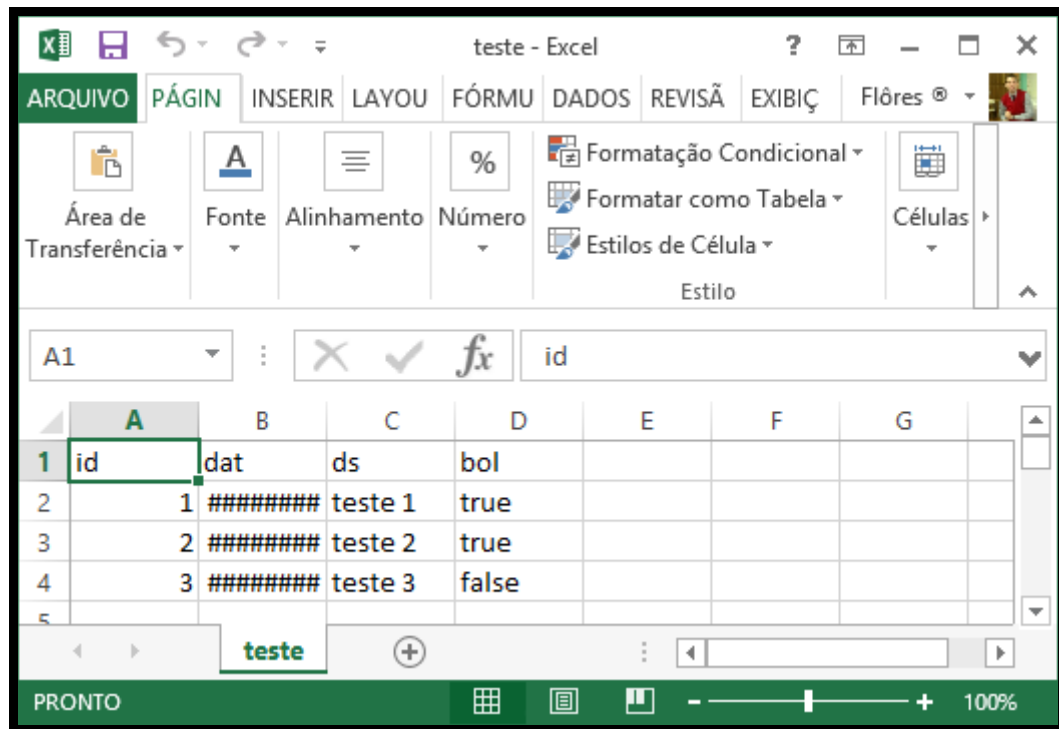 teste - Excel ?
ARQUIVO PÁGIN INSERIR LAYOU FÓRMU DADOS REVISÃ EXIBIÇ Flôres ®
Área de
Transferência
A
Fonte
Alinhamento
%
Número
Formatação Condicional
Formatar como Tabela
Estilos de Célula
Estilo
Células
A1 fx id
A B C D E F G
1 id dat ds bol
2 1 ######## teste 1 true
3 2 ######## teste 2 true
4 3 ######## teste 3 false
5
teste
PRONTO 100%